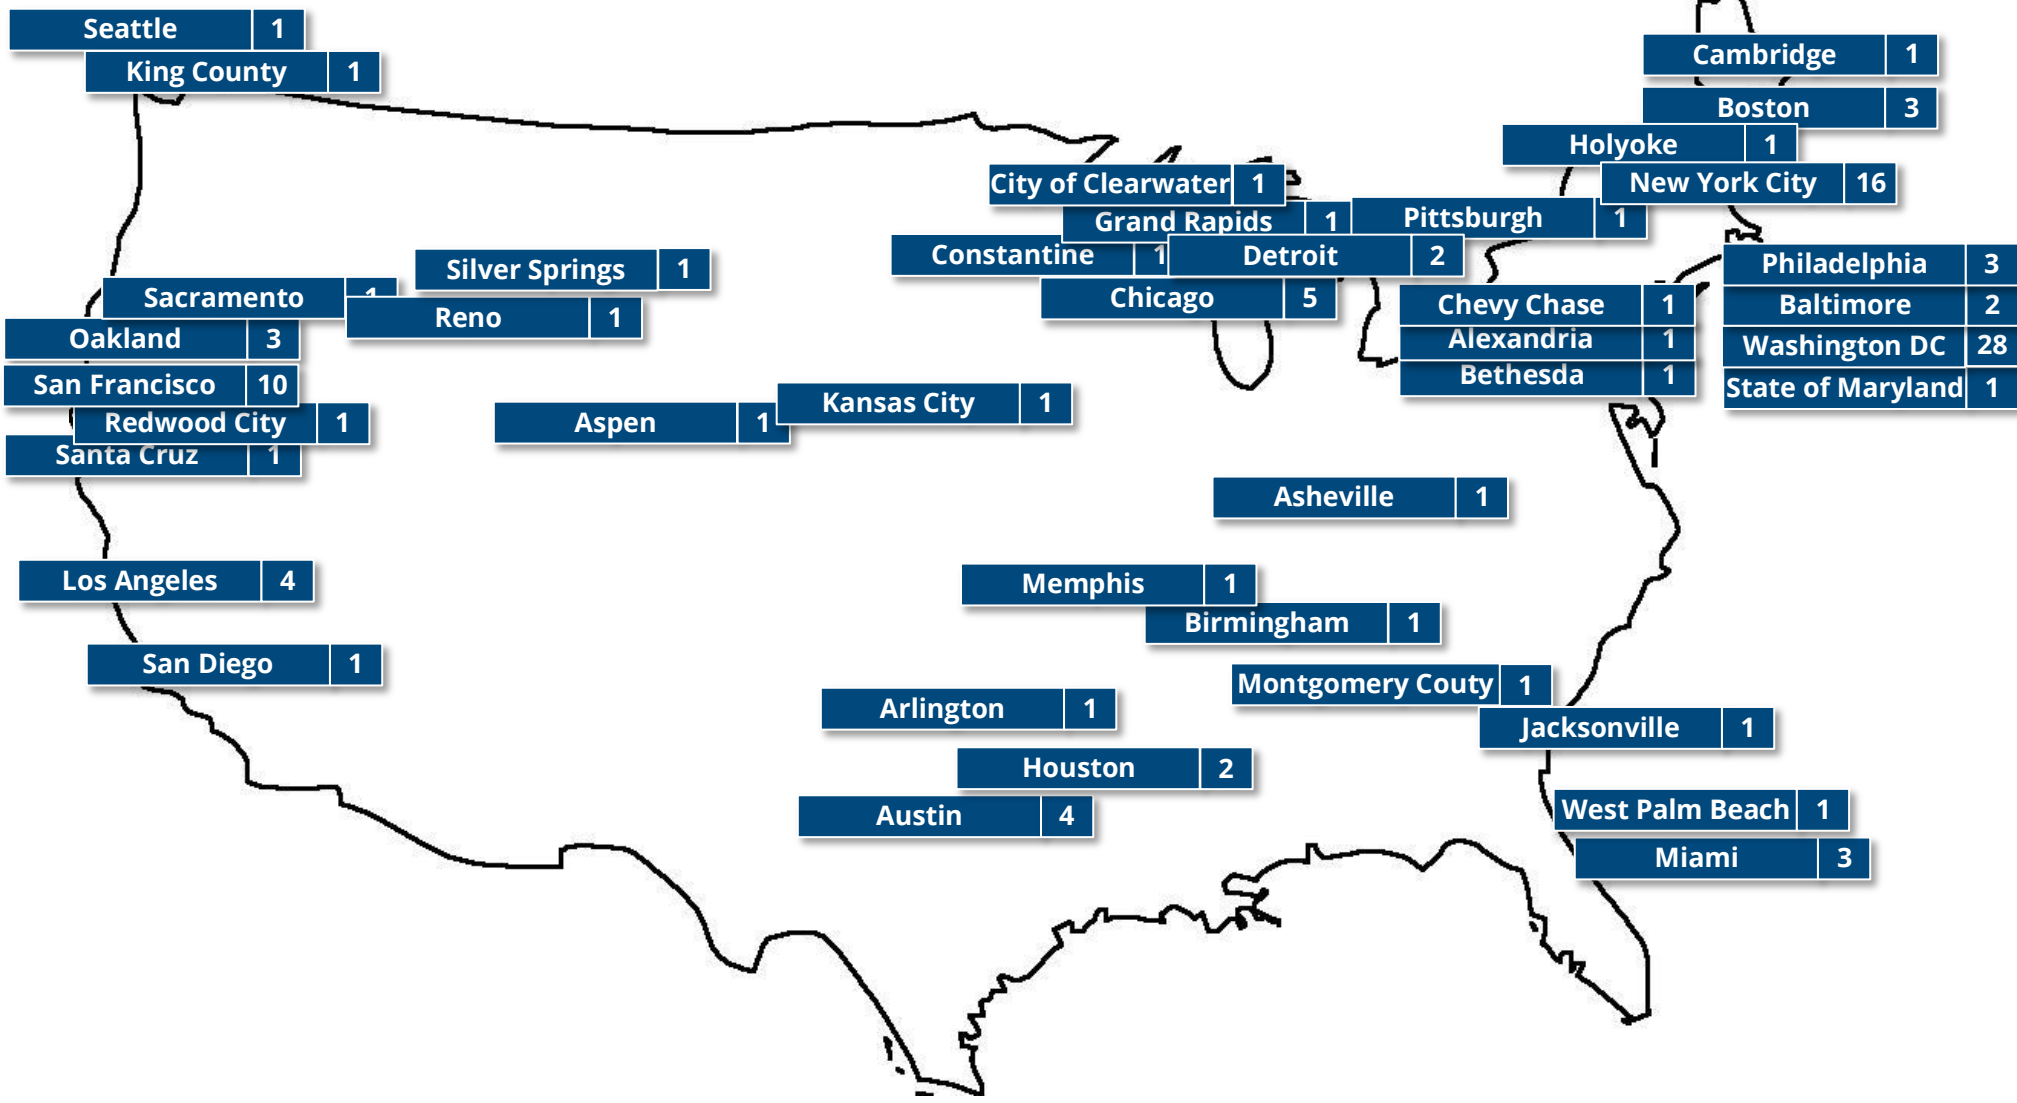 Seattle 1
King County 1
Cambridge 1
Boston 3
Holyoke 1
New York City 16
City of Clearwater 1
Grand Rapids 1
Pittsburgh 1
Constantine 1
Detroit 2
Chicago 5
Silver Springs 1
Sacramento 1
Reno 1
Oakland 3
San Francisco 10
Redwood City 1
Santa Cruz 1
Philadelphia 3
Baltimore 2
Washington DC 28
State of Maryland 1
Chevy Chase 1
Alexandria 1
Bethesda 1
Aspen 1
Kansas City 1
Asheville 1
Los Angeles 4
San Diego 1
Memphis 1
Birmingham 1
Montgomery Couty 1
Arlington 1
Jacksonville 1
Houston 2
Austin 4
West Palm Beach 1
Miami 3